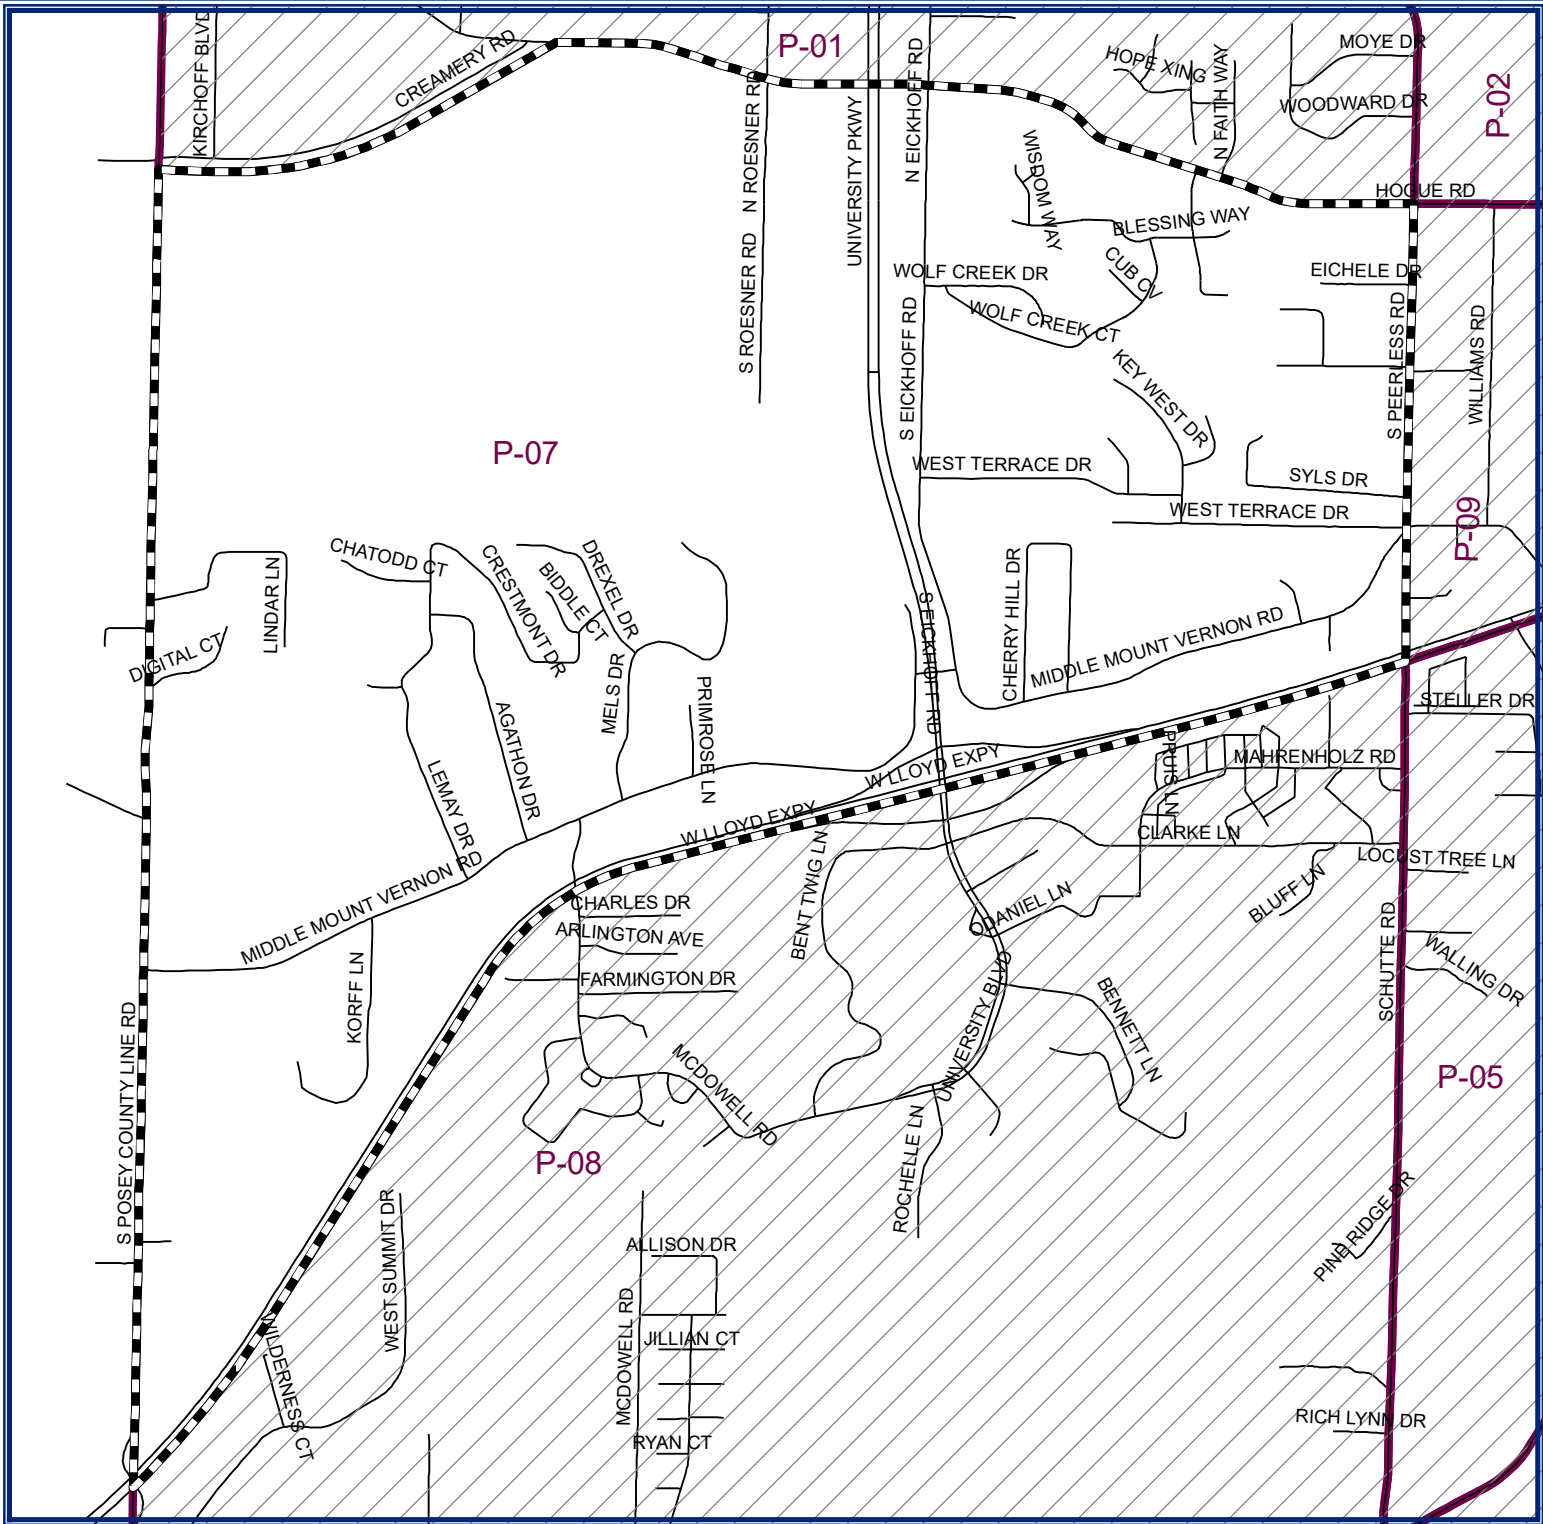 P-01
KIRCHOFF BLVD
CREAMERY RD
HOPE XING
N FAITH WAY
MOYE DR
WOODWARD DR
P-02
N ROESNER RD
UNIVERSITY PKWY
N EICKHOFF RD
HOGUE RD
WISDOM WAY
BLESSING WAY
S ROESNER RD
WOLF CREEK DR
CUB CV
EICHELE DR
WOLF CREEK CT
S EICKHOFF RD
KEY WEST DR
S PEERLESS RD
WILLIAMS RD
P-07
WEST TERRACE DR
SYLS DR
WEST TERRACE DR
P-09
CHATODD CT
CRESTMONT DR
BIDDLE CT
DREXEL DR
LINDAR LN
DIGITAL CT
S EICKHOFF RD
CHERRY HILL DR
MIDDLE MOUNT VERNON RD
MELS DR
PRIMROSE LN
AGATHON DR
LEMAY DR
STELLER DR
W LLOYD EXPY
PRUIS LN
MAHRENHOLZ RD
W LLOYD EXPY
CLARKE LN
LOCUST TREE LN
MIDDLE MOUNT VERNON RD
BENT TWIG LN
CHARLES DR
ARLINGTON AVE
FARMINGTON DR
DANIEL LN
BLUFF LN
SCHUTTE RD
WALLING DR
KORFF LN
UNIVERSITY BLVD
BENNETT LN
S POSEY COUNTY LINE RD
MCDOWELL RD
P-05
P-08
ROCHELLE LN
PINE RIDGE DR
WEST SUMMIT DR
ALLISON DR
MCDOWELL RD
JILLIAN CT
WILDERNESS CT
RYAN CT
RICH LYNN DR